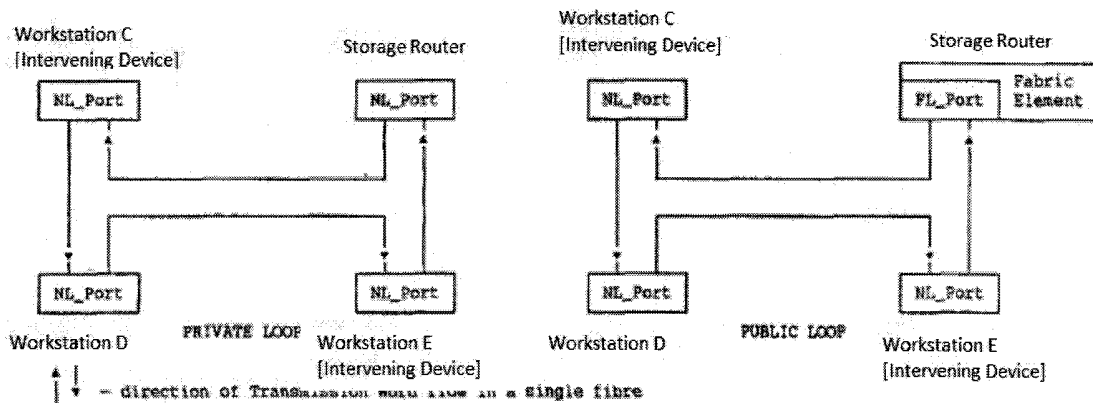 Workstation C
[Intervening Device]
Storage Router
NL_Port
NL_Port
NL_Port
NL_Port
Workstation D
PRIVATE LOOP
Workstation E
[Intervening Device]
Workstation C
[Intervening Device]
Storage Router
NL_Port
FL_Port
Fabric
Element
NL_Port
NL_Port
Workstation D
PUBLIC LOOP
Workstation E
[Intervening Device]
– direction of Transmission word flow in a single fibre